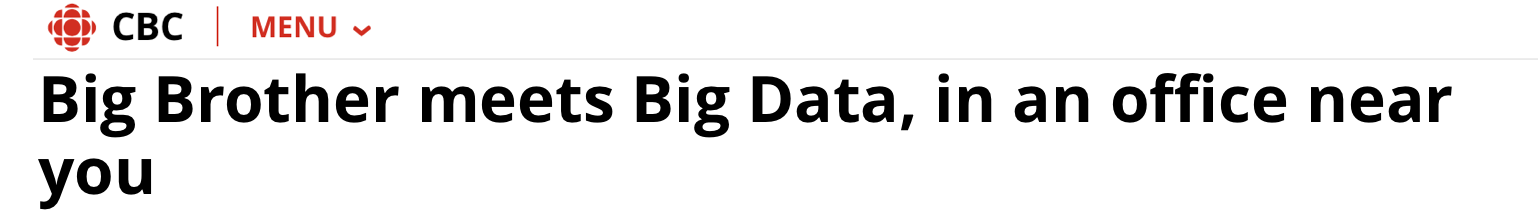 CBC MENU
Big Brother meets Big Data, in an office near
you